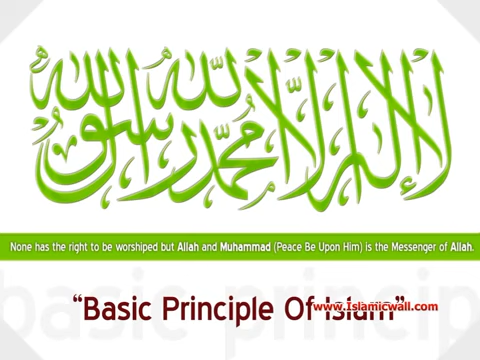 لا إله إلا الله محمد رسول الله
None has the right to be worshiped but Allah and Muhammad (Peace Be Upon Him) is the Messenger of Allah.
basic princip
“Basic Principle Of Islam”
www.Islamicwall.com